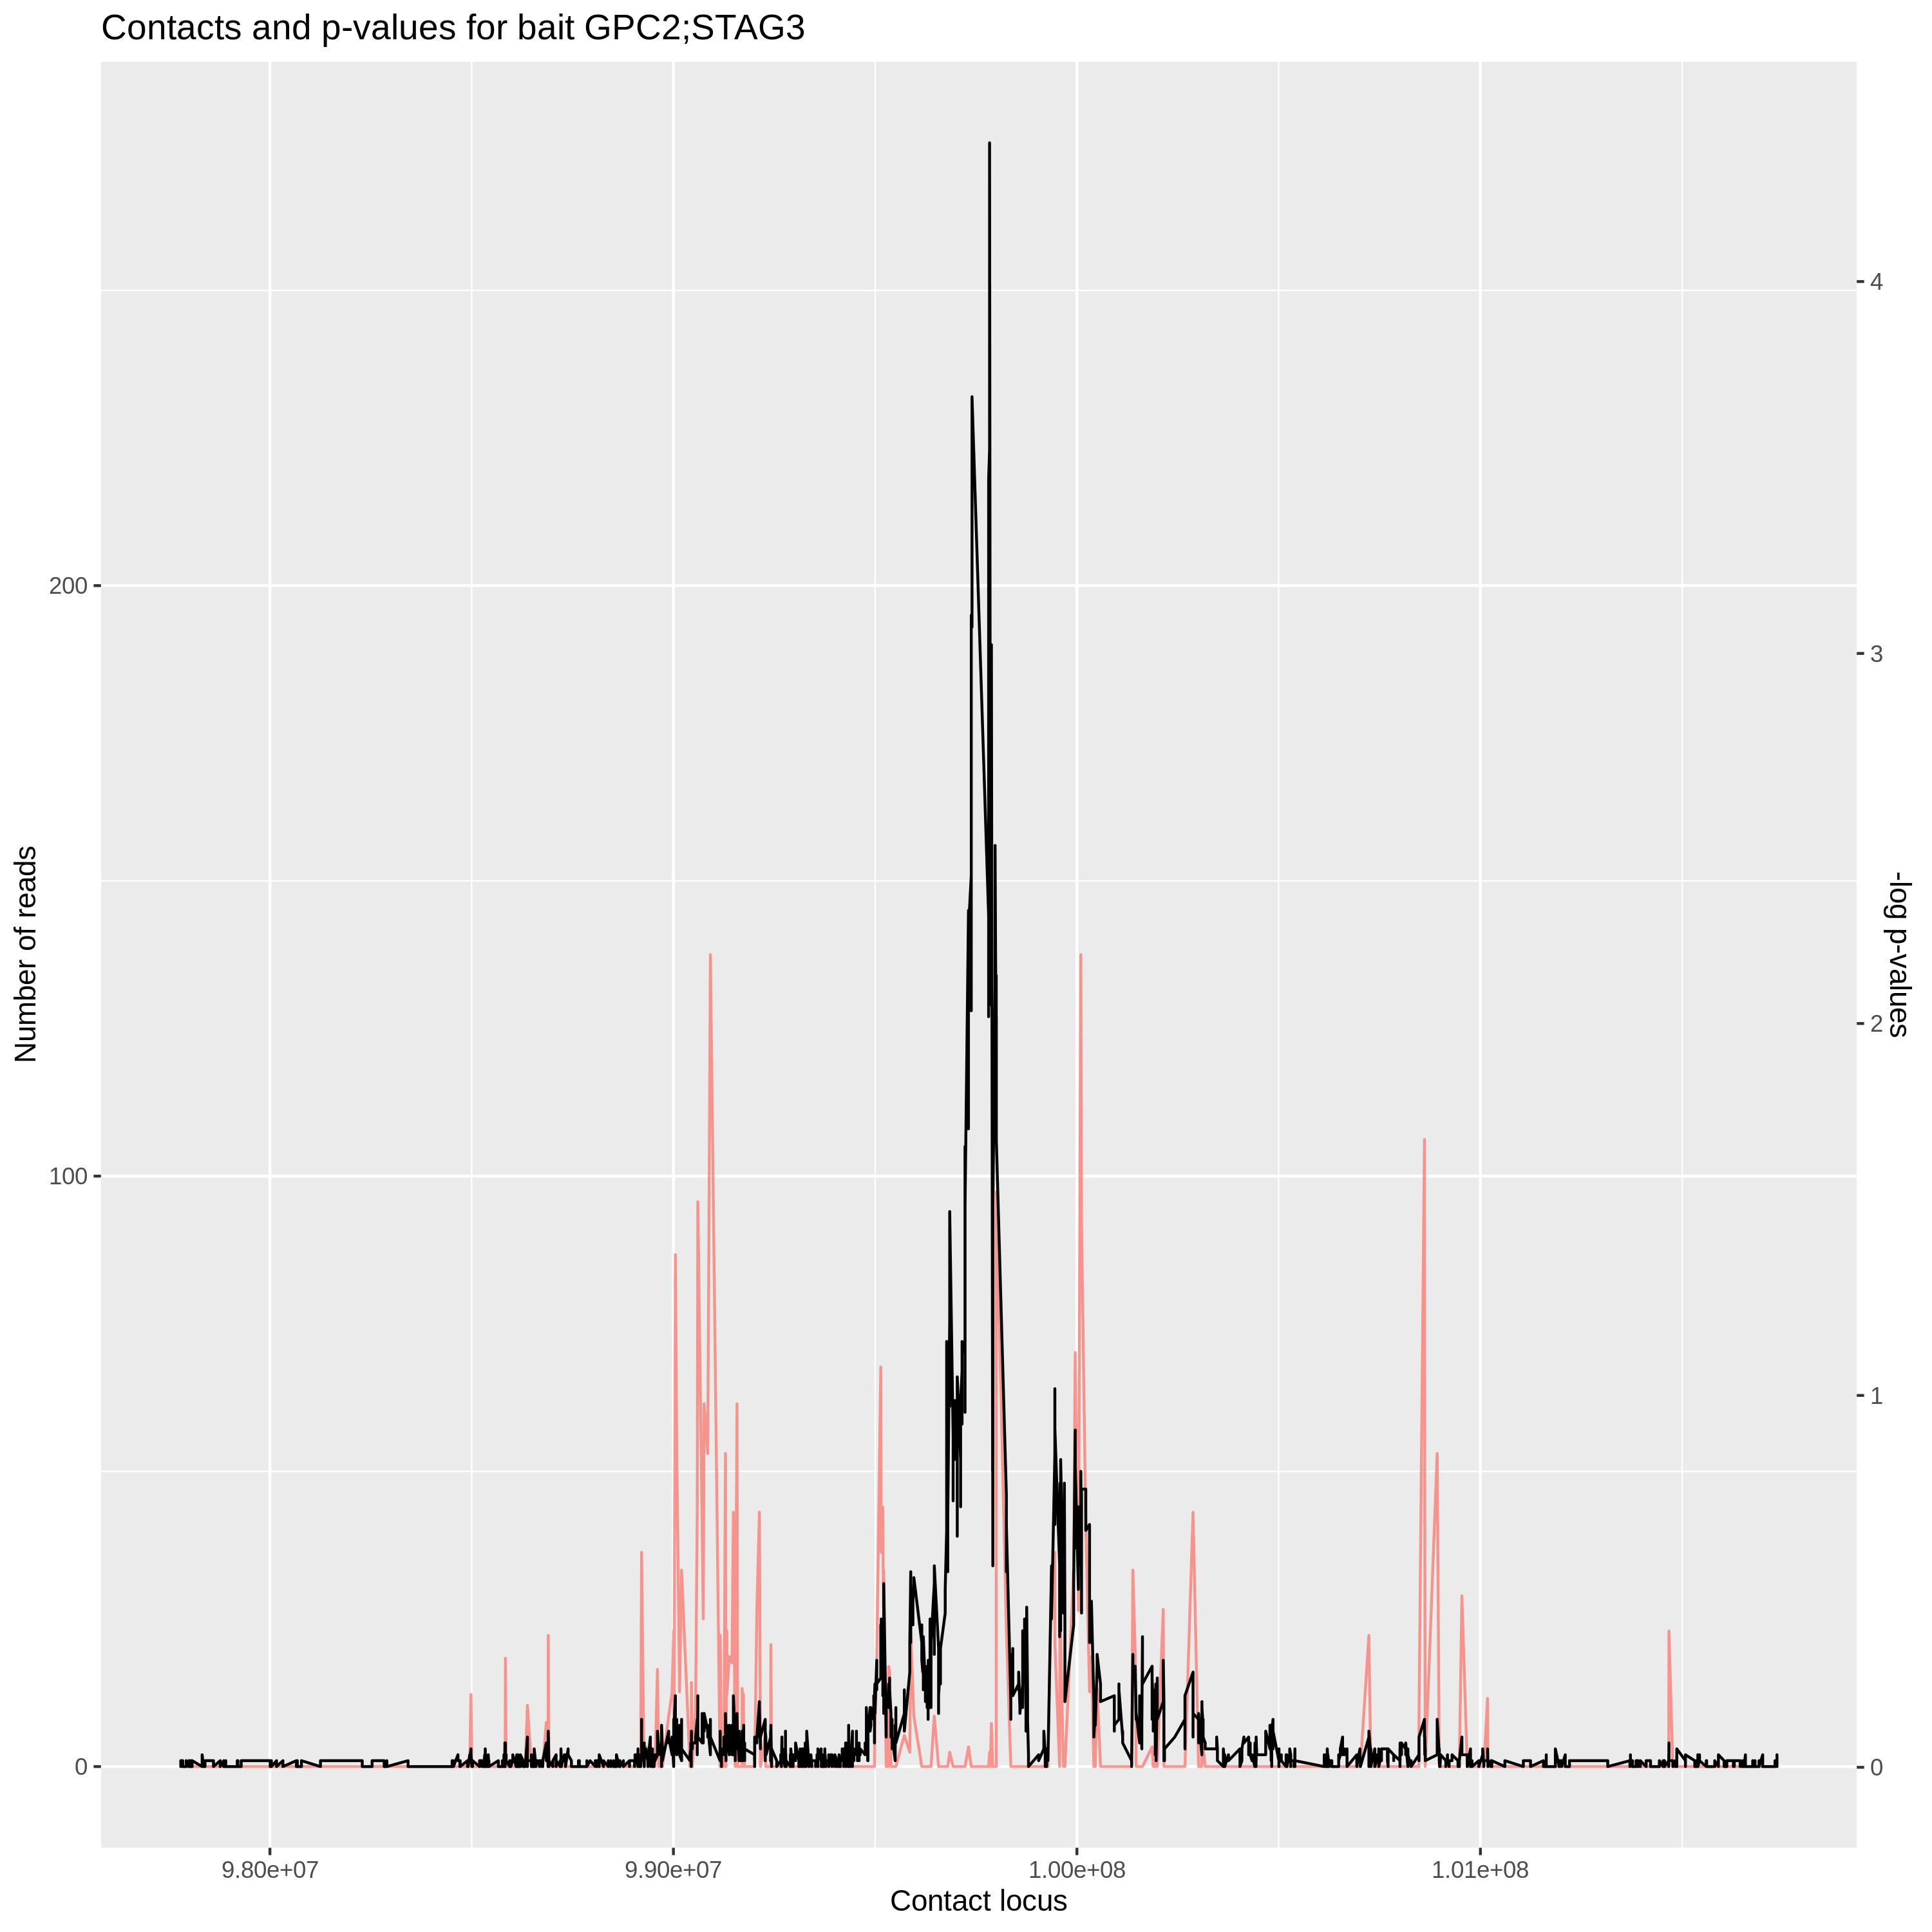 Contacts and p-values for bait GPC2;STAG3
Number of reads
200
100
0
4
3
2
1
0
-log p-values
9.80e+07
9.90e+07
1.00e+08
1.01e+08
Contact locus